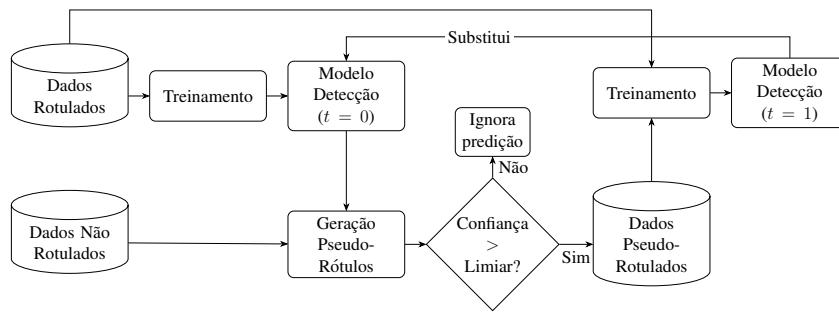 Substitui
Dados
Rotulados
Treinamento
Modelo
Detecção
(t = 0)
Treinamento
Modelo
Detecção
(t = 1)
Ignora
predição
Não
Dados Não
Rotulados
Geração
Pseudo-
Rótulos
Confiança
>
Limiar?
Sim
Dados
Pseudo-
Rotulados